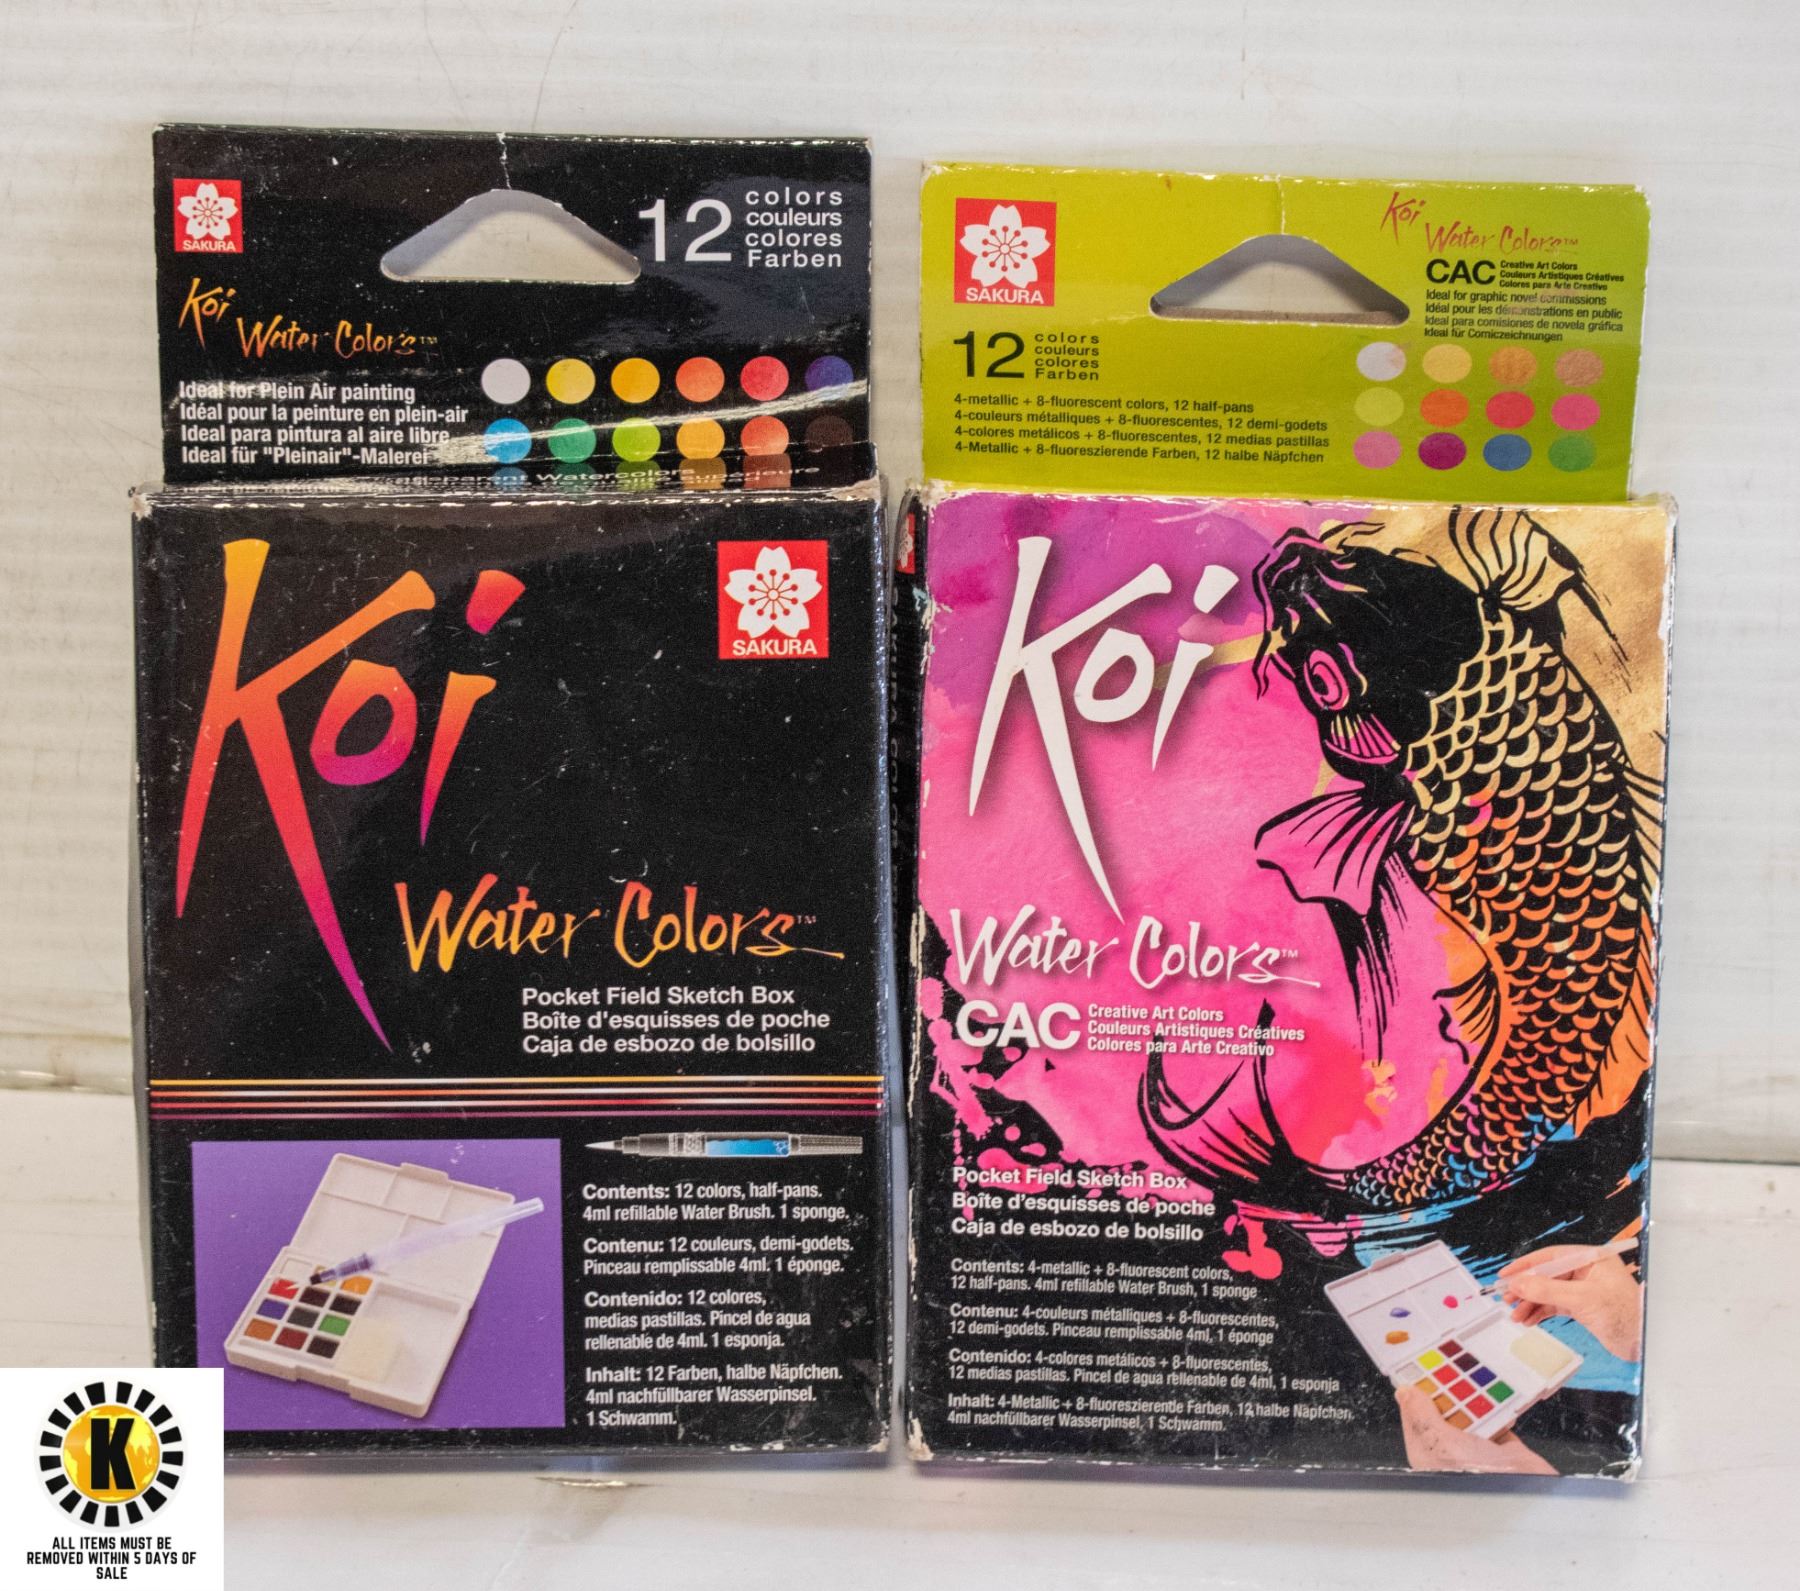 SAKURA
12
colors
couleurs
colores
Farben
Koi
Water Colors™
Ideal for Plein Air painting
Idéal pour la peinture en plein-air
Ideal para pintura al aire libre
Ideal für "Pleinair"-Malerei
Koi
SAKURA
Water Colors™
Pocket Field Sketch Box
Boîte d'esquisses de poche
Caja de esbozo de bolsillo
Contents: 12 colors, half-pans.
4ml refillable Water Brush. 1 sponge.
Contenu: 12 couleurs, demi-godets.
Pinceau remplissable 4ml. 1 éponge.
Contenido: 12 colores,
medias pastillas. Pincel de agua
rellenable de 4ml. 1 esponja.
Inhalt: 12 Farben, halbe Näpfchen.
4ml nachfüllbarer Wasserpinsel.
1 Schwamm.
SAKURA
Koi
Water Colors™
CAC
Creative Art Colors
Couleurs Artistiques Créatives
Colores para Arte Creativo
Ideal for graphic novel commissions
Idéal pour les démonstrations en public
Ideal para comisiones de novela gráfica
Ideal für Comiczeichnungen
12
colors
couleurs
colores
Farben
4-metallic + 8-fluorescent colors, 12 half-pans
4-couleurs métalliques + 8-fluorescentes, 12 demi-godets
4-colores metálicos + 8-fluorescentes, 12 medias pastillas
4-Metallic + 8-fluoreszierende Farben, 12 halbe Näpfchen
Koi
Water Colors™
CAC
Creative Art Colors
Couleurs Artistiques Créatives
Colores para Arte Creativo
Pocket Field Sketch Box
Boîte d'esquisses de poche
Caja de esbozo de bolsillo
Contents: 4-metallic + 8-fluorescent colors,
12 half-pans. 4ml refillable Water Brush, 1 sponge
Contenu: 4-couleurs métalliques + 8-fluorescentes,
12 demi-godets. Pinceau remplissable 4ml, 1 éponge
Contenido: 4-colores metálicos + 8-fluorescentes,
12 medias pastillas. Pincel de agua rellenable de 4ml, 1 esponja
Inhalt: 4-Metallic + 8-fluoreszierende Farben, 12 halbe Näpfchen.
4ml nachfüllbarer Wasserpinsel, 1 Schwamm.
K
ALL ITEMS MUST BE
REMOVED WITHIN 5 DAYS OF
SALE